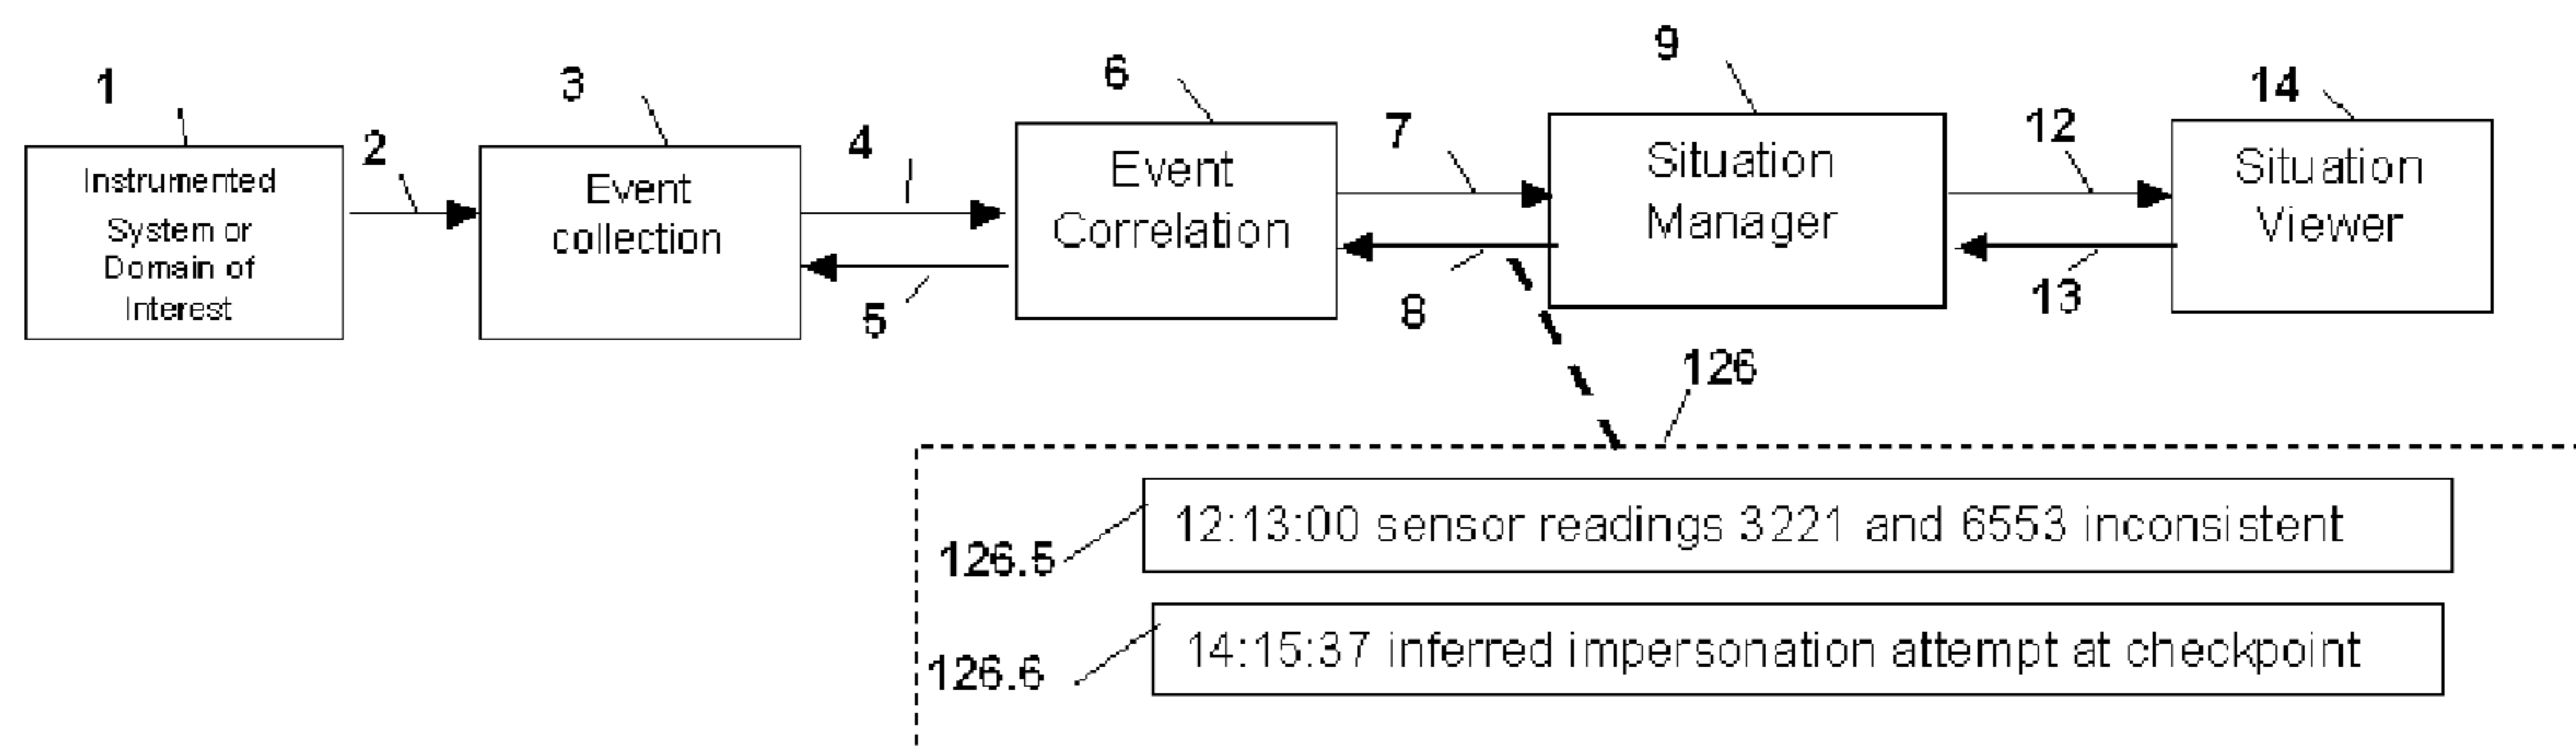 1
2
3
4
5
6
7
8
9
12
13
14
Instrumented
System or
Domain of
Interest
Event
collection
Event
Correlation
Situation
Manager
Situation
Viewer
126
126.5
12:13:00 sensor readings 3221 and 6553 inconsistent
126.6
14:15:37 inferred impersonation attempt at checkpoint